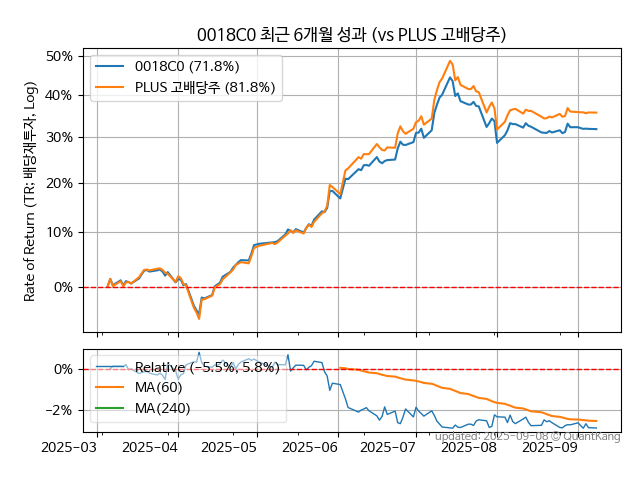 0018C0 최근 6개월 성과 (vs PLUS 고배당주)
50%
40%
30%
20%
10%
0%
Rate of Return (TR; 배당재투자, Log)
0018C0 (71.8%)
PLUS 고배당주 (81.8%)
0%
−2%
Relative (−5.5%, 5.8%)
MA(60)
MA(240)
2025-03
2025-04
2025-05
2025-06
2025-07
2025-08
2025-09
updated: 2025-09-08 © QuantKang